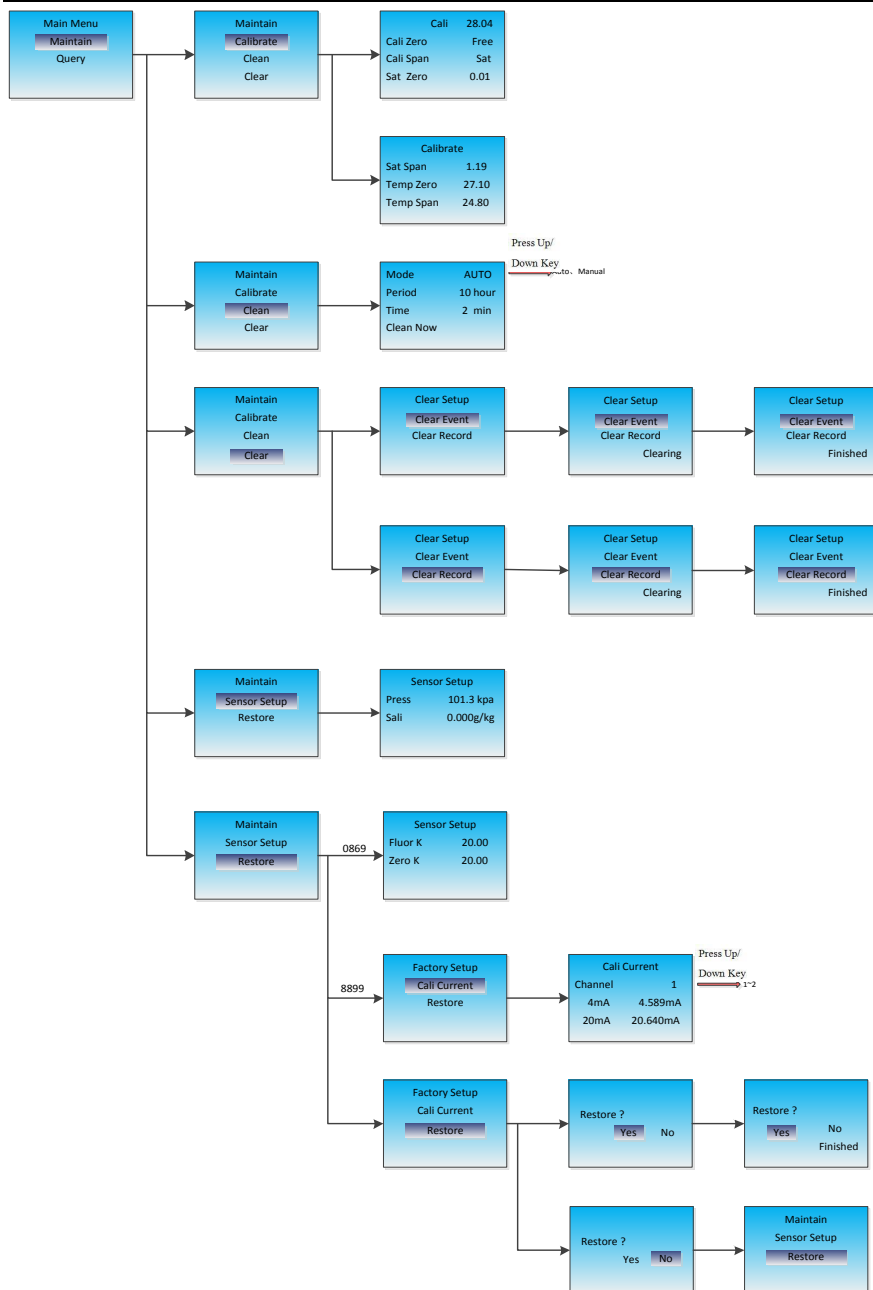 Main Menu
Maintain
Query
Maintain
Calibrate
Clean
Clear
Cali 28.04
Cali Zero Free
Cali Span Sat
Sat Zero 0.01
Calibrate
Sat Span 1.19
Temp Zero 27.10
Temp Span 24.80
Maintain
Calibrate
Clean
Clear
Mode AUTO
Period 10 hour
Time 2 min
Clean Now
Press Up/
Down Key
Manual
Maintain
Calibrate
Clean
Clear
Clear Setup
Clear Event
Clear Record
Clear Setup
Clear Event
Clear Record
Clearing
Clear Setup
Clear Event
Clear Record
Finished
Clear Setup
Clear Event
Clear Record
Clear Setup
Clear Event
Clear Record
Clearing
Clear Setup
Clear Event
Clear Record
Finished
Maintain
Sensor Setup
Restore
Sensor Setup
Press 101.3 kpa
Sali 0.000g/kg
Maintain
Sensor Setup
Restore
0869
Sensor Setup
Fluor K 20.00
Zero K 20.00
8899
Factory Setup
Cali Current
Restore
Cali Current
Channel 1
4mA 4.589mA
20mA 20.640mA
Press Up/
Down Key
1~2
Factory Setup
Cali Current
Restore
Restore ?
Yes No
Restore ?
Yes No
Finished
Restore ?
Yes No
Maintain
Sensor Setup
Restore